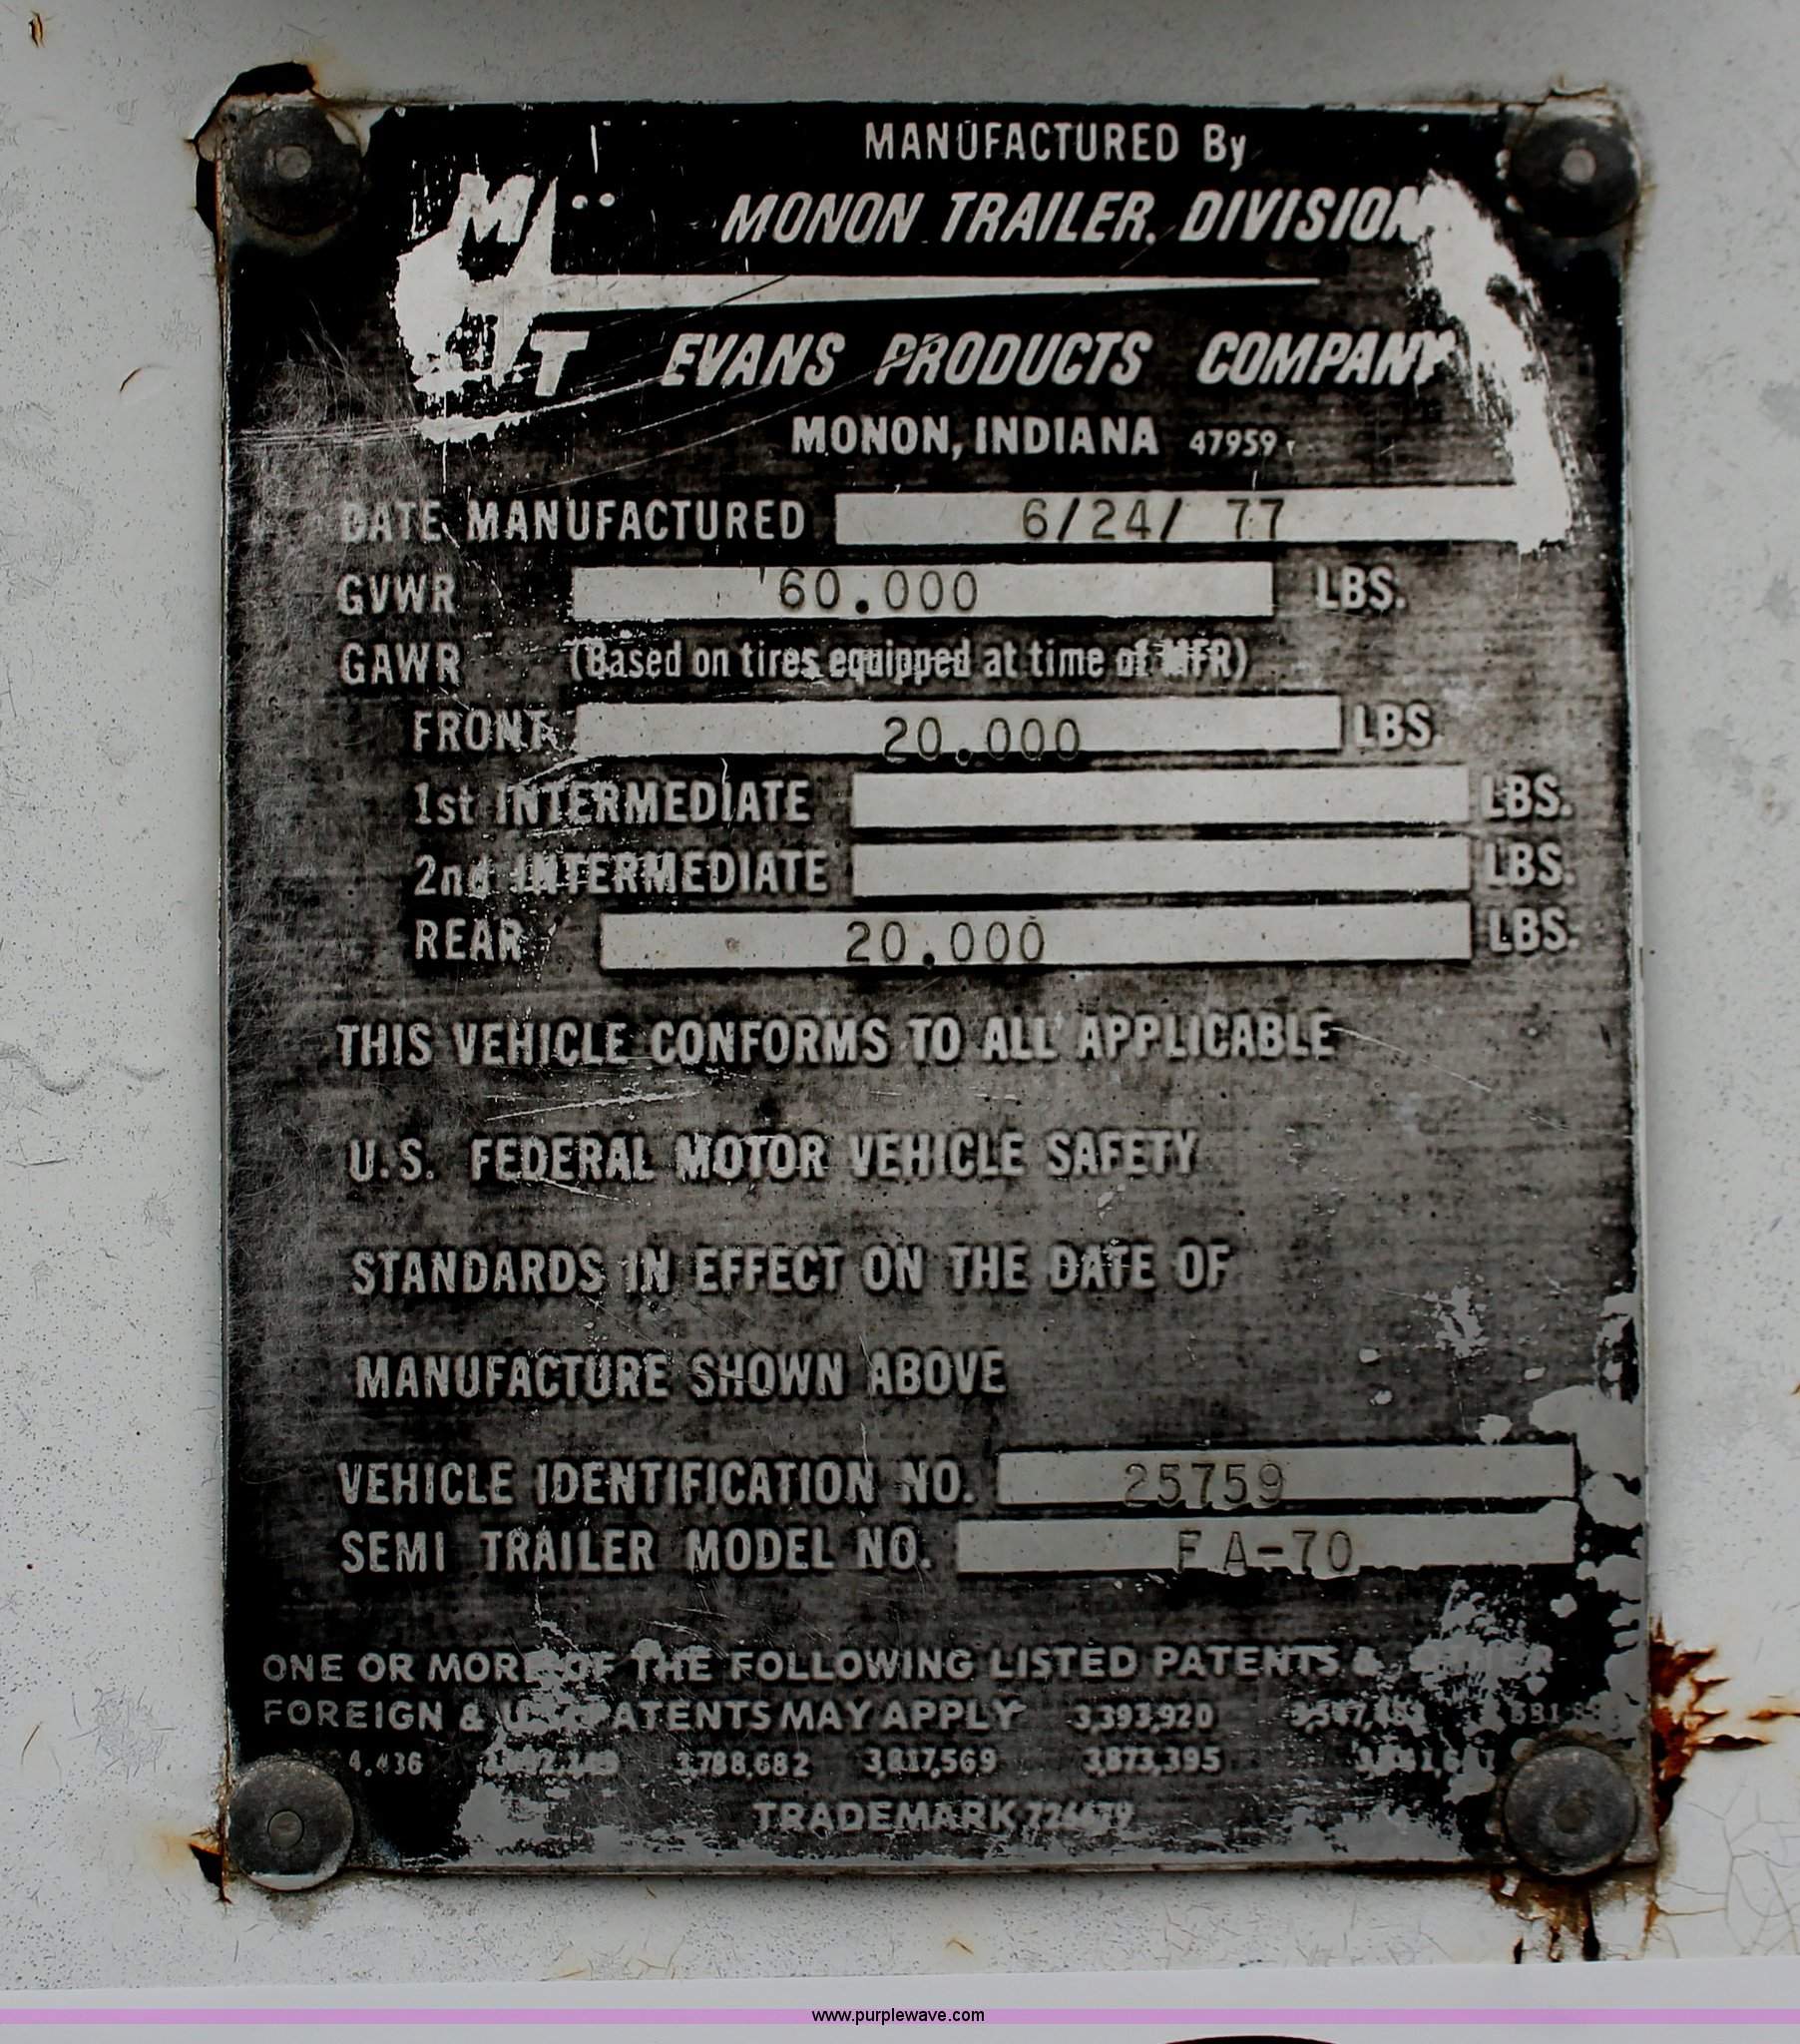 MANUFACTURED By
M
MONON TRAILER. DIVISION
T EVANS PRODUCTS COMPANY
MONON, INDIANA 47959
DATE MANUFACTURED 6/24/ 77
GVWR 60.000 LBS.
GAWR (Based on tires equipped at time of MFR)
FRONT 20.000 LBS
1st INTERMEDIATE LBS.
2nd INTERMEDIATE LBS.
REAR 20.000 LBS.
THIS VEHICLE CONFORMS TO ALL APPLICABLE
U.S. FEDERAL MOTOR VEHICLE SAFETY
STANDARDS IN EFFECT ON THE DATE OF
MANUFACTURE SHOWN ABOVE
VEHICLE IDENTIFICATION NO. 25759
SEMI TRAILER MODEL NO. FA-70
ONE OR MORE OF THE FOLLOWING LISTED PATENTS & OTHER
FOREIGN & U.S. PATENTS MAY APPLY 3,393,920
3,788,682 3,817,569 3,873,395
TRADEMARK
www.purplewave.com